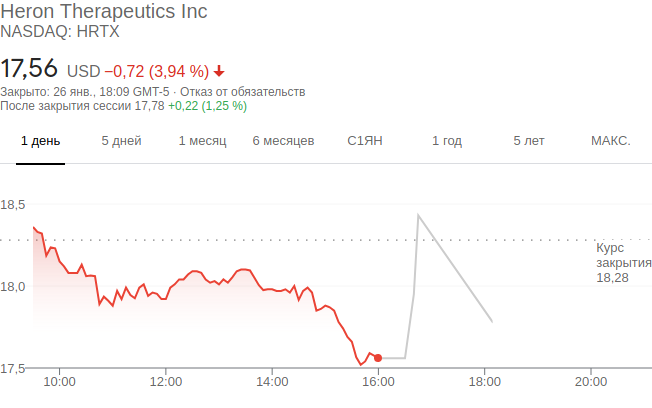 Heron Therapeutics Inc
NASDAQ: HRTX
17,56 USD −0,72 (3,94 %)
Закрыто: 26 янв., 18:09 GMT-5 · Отказ от обязательств
После закрытия сессии 17,78 +0,22 (1,25 %)
1 день 5 дней 1 месяц 6 месяцев С1ЯН 1 год 5 лет МАКС.
18,5
Курс
закрытия
18,28
18,0
17,5
10:00 12:00 14:00 16:00 18:00 20:00